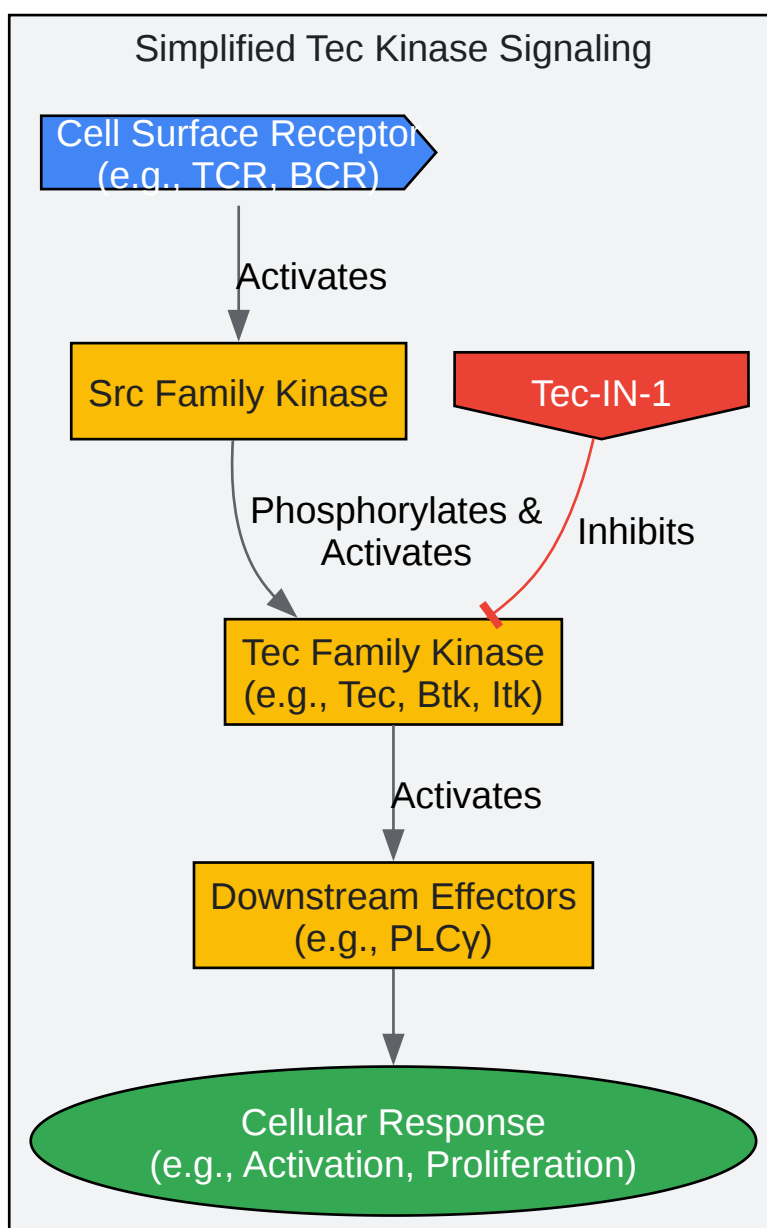 Simplified Tec Kinase Signaling
Cell Surface Receptor
(e.g., TCR, BCR)
Activates
Src Family Kinase
Tec-IN-1
Phosphorylates &
Activates
Inhibits
Tec Family Kinase
(e.g., Tec, Btk, Itk)
Activates
Downstream Effectors
(e.g., PLCγ)
Cellular Response
(e.g., Activation, Proliferation)